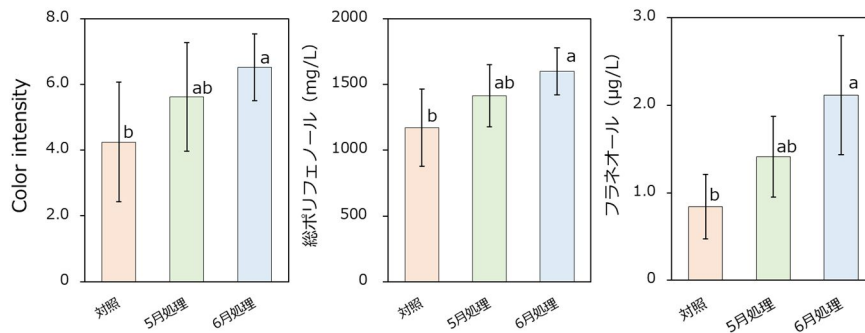 Color intensity
8.0
6.0
4.0
2.0
0
b
ab
a
対照
5月処理
6月処理
総ポリフェノール (mg/L)
2000
1500
1000
500
0
b
ab
a
対照
5月処理
6月処理
フラネオール (μg/L)
3.0
2.0
1.0
0
b
ab
a
対照
5月処理
6月処理